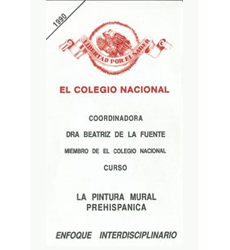 1990
LIBERTAD POR EL SABER
EL COLEGIO NACIONAL
COORDINADORA
DRA BEATRIZ DE LA FUENTE
MIEMBRO DE EL COLEGIO NACIONAL
CURSO
LA PINTURA MURAL
PREHISPANICA
ENFOQUE INTERDISCIPLINARIO